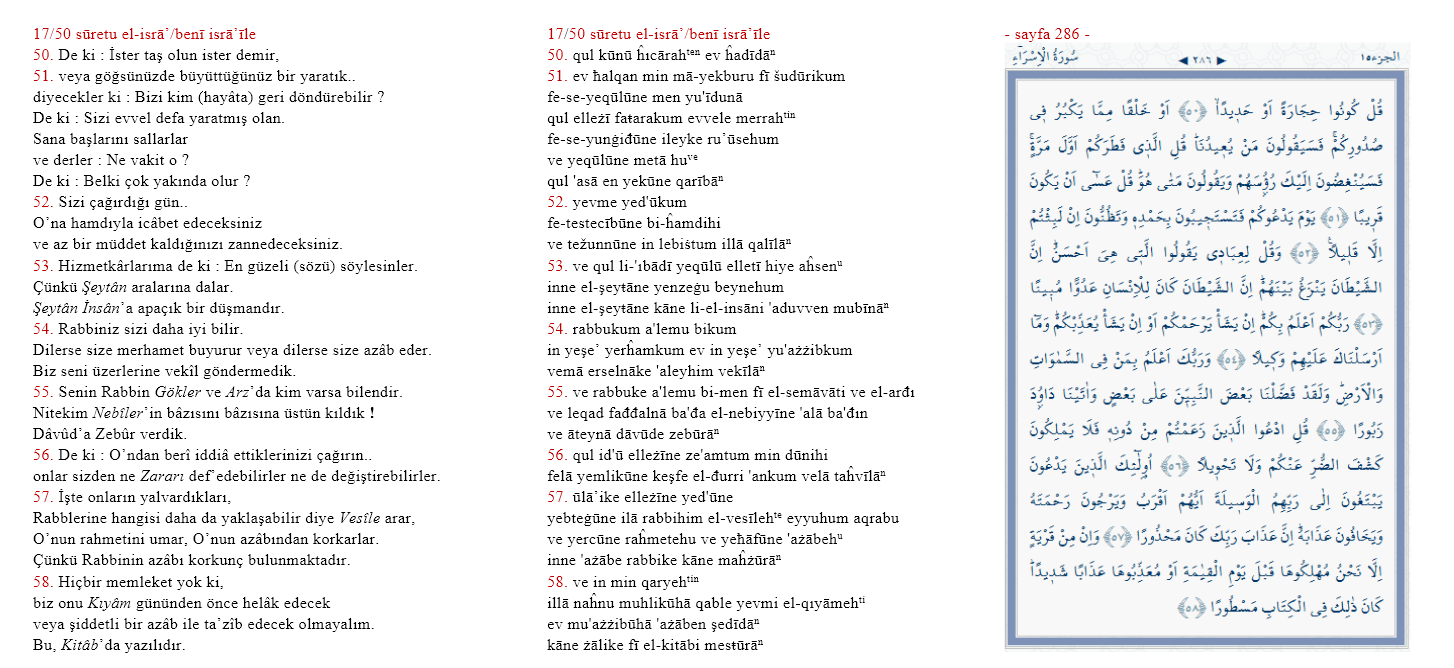 17/50 sūretu el-isrā’/benī isrā’īle
50. De ki : İster taş olun ister demir,
51. veya göğsünüzde büyüttüğünüz bir yaratık..
diyecekler ki : Bizi kim (hayâta) geri döndürebilir ?
De ki : Sizi evvel defa yaratmış olan.
Sana başlarını sallarlar
ve derler : Ne vakit o ?
De ki : Belki çok yakında olur ?
52. Sizi çağırdığı gün..
O’na hamdıyla icâbet edeceksiniz
ve az bir müddet kaldığınızı zannedeceksiniz.
53. Hizmetkârlarıma de ki : En güzeli (sözü) söylesinler.
Çünkü Şeytân aralarına dalar.
Şeytân İnsân’a apaçık bir düşmandır.
54. Rabbiniz sizi daha iyi bilir.
Dilerse size merhamet buyurur veya dilerse size azâb eder.
Biz seni üzerlerine vekîl göndermedik.
55. Senin Rabbin Gökler ve Arz’da kim varsa bilendir.
Nitekim Nebîler’in bâzısını bâzısına üstün kıldık !
Dâvûd’a Zebûr verdik.
56. De ki : O’ndan berî iddiâ ettiklerinizi çağırın..
onlar sizden ne Zararı def’edebilirler ne de değiştirebilirler.
57. İşte onların yalvardıkları,
Rabblerine hangisi daha da yaklaşabilir diye Vesîle arar,
O’nun rahmetini umar, O’nun azâbından korkarlar.
Çünkü Rabbinin azâbı korkunç bulunmaktadır.
58. Hiçbir memleket yok ki,
biz onu Kıyâm gününden önce helâk edecek
veya şiddetli bir azâb ile ta’zîb edecek olmayalım.
Bu, Kitâb’da yazılıdır.
17/50 sūretu el-isrā’/benī isrā’īle
50. qul kūnū ĥicārahᵗᵉⁿ ev ĥadīdāⁿ
51. ev ħalqan min mā-yekburu fī šudūrikum
fe-se-yeqūlūne men yu'īdunā
qul elleżī faŧarakum evvele merrahᵗⁱⁿ
fe-se-yunġiđūne ileyke ru’ūsehum
ve yeqūlūne metā huᵛᵉ
qul 'asā en yekūne qarībāⁿ
52. yevme yed'ūkum
fe-testecībūne bi-ĥamdihi
ve težunnūne in lebiśtum illā qalīlāⁿ
53. ve qul li-'ıbādī yeqūlū elletī hiye aĥsenᵘ
inne el-şeyŧāne yenzeġu beynehum
inne el-şeyŧāne kāne li-el-insāni 'aduvven mubīnāⁿ
54. rabbukum a'lemu bikum
in yeşe’ yerĥamkum ev in yeşe’ yu'ażżibkum
vemā erselnāke 'aleyhim vekīlāⁿ
55. ve rabbuke a'lemu bi-men fī el-semāvāti ve el-arđı
ve leqad fađđalnā ba'đa el-nebiyyīne 'alā ba'đın
ve āteynā dāvūde zebūrāⁿ
56. qul id'ū elleżīne ze'amtum min dūnihi
felā yemlikūne keşfe el-đurri 'ankum velā taĥvīlāⁿ
57. ūlā’ike elleżīne yed'ūne
yebteġūne ilā rabbihim el-vesīlehᵗᵉ eyyuhum aqrabu
ve yercūne raĥmetehu ve yeħāfūne 'ażābehᵘ
inne 'ażābe rabbike kāne maĥżūrāⁿ
58. ve in min qaryehᵗⁱⁿ
illā naĥnu muhlikūhā qable yevmi el-qıyāmehᵗⁱ
ev mu'ażżibūhā 'ażāben şedīdāⁿ
kāne żālike fī el-kitābi mesŧūrāⁿ
- sayfa 286 -
الجزء ١٥ ◀ ٢٨٦ ▶ سُورَةُ الْاِسْرَٓاءِ
قُلْ كُونُوا حِجَارَةً اَوْ حَد۪يدًاۙ ﴿٥٠﴾ اَوْ خَلْقًا مِمَّا يَكْبُرُ ف۪ي
صُدُورِكُمْۚ فَسَيَقُولُونَ مَنْ يُع۪يدُنَاۜ قُلِ الَّذ۪ي فَطَرَكُمْ اَوَّلَ مَرَّةٍۚ
فَسَيُنْغِضُونَ اِلَيْكَ رُؤُ۫سَهُمْ وَيَقُولُونَ مَتٰى هُوَۜ قُلْ عَسٰٓى اَنْ يَكُونَ
قَر۪يبًا ﴿٥١﴾ يَوْمَ يَدْعُوكُمْ فَتَسْتَج۪يبُونَ بِحَمْدِه۪ وَتَظُنُّونَ اِنْ لَبِثْتُمْ
اِلَّا قَل۪يلًا۟ ﴿٥٢﴾ وَقُلْ لِعِبَاد۪ي يَقُولُوا الَّت۪ي هِيَ اَحْسَنُۜ اِنَّ
الشَّيْطَانَ يَنْزَغُ بَيْنَهُمْۜ اِنَّ الشَّيْطَانَ كَانَ لِلْاِنْسَانِ عَدُوًّا مُب۪ينًا
﴿٥٣﴾ رَبُّكُمْ اَعْلَمُ بِكُمْۜ اِنْ يَشَأْ يَرْحَمْكُمْ اَوْ اِنْ يَشَأْ يُعَذِّبْكُمْۜ وَمَٓا
اَرْسَلْنَاكَ عَلَيْهِمْ وَك۪يلًا ﴿٥٤﴾ وَرَبُّكَ اَعْلَمُ بِمَنْ فِي السَّمٰوَاتِ
وَالْاَرْضِۜ وَلَقَدْ فَضَّلْنَا بَعْضَ النَّبِيّ۪نَ عَلٰى بَعْضٍ وَاٰتَيْنَا دَاوُ۫دَ
زَبُورًا ﴿٥٥﴾ قُلِ ادْعُوا الَّذ۪ينَ زَعَمْتُمْ مِنْ دُونِه۪ فَلَا يَمْلِكُونَ
كَشْفَ الضُّرِّ عَنْكُمْ وَلَا تَحْو۪يلًا ﴿٥٦﴾ اُو۬لٰٓئِكَ الَّذ۪ينَ يَدْعُونَ
يَبْتَغُونَ اِلٰى رَبِّهِمُ الْوَس۪يلَةَ اَيُّهُمْ اَقْرَبُ وَيَرْجُونَ رَحْمَتَهُ
وَيَخَافُونَ عَذَابَهُۜ اِنَّ عَذَابَ رَبِّكَ كَانَ مَحْذُورًا ﴿٥٧﴾ وَاِنْ مِنْ قَرْيَةٍ
اِلَّا نَحْنُ مُهْلِكُوهَا قَبْلَ يَوْمِ الْقِيٰمَةِ اَوْ مُعَذِّبُوهَا عَذَابًا شَد۪يدًاۜ
كَانَ ذٰلِكَ فِي الْكِتَابِ مَسْطُورًا ﴿٥٨﴾